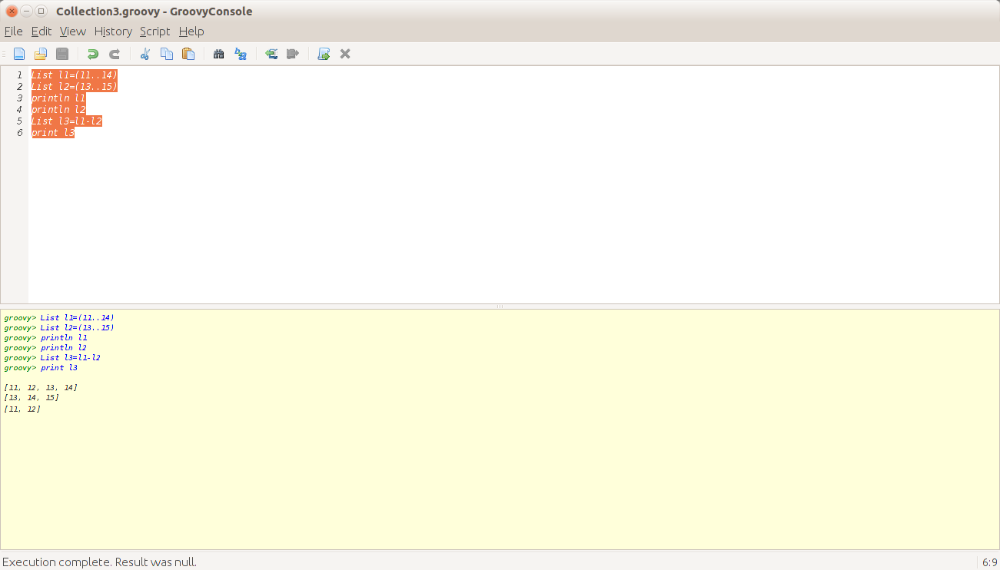 Collection3.groovy - GroovyConsole
File Edit View History Script Help
1 List l1=(11..14)
2 List l2=(13..15)
3 println l1
4 println l2
5 List l3=l1-l2
6 print l3
groovy> List l1=(11..14)
groovy> List l2=(13..15)
groovy> println l1
groovy> println l2
groovy> List l3=l1-l2
groovy> print l3
[11, 12, 13, 14]
[13, 14, 15]
[11, 12]
Execution complete. Result was null. 6:9